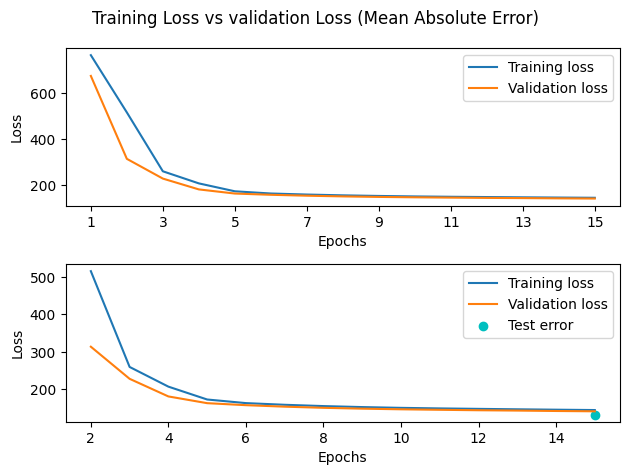 Training Loss vs validation Loss (Mean Absolute Error)
Training loss
Validation loss
600
400
200
Loss
1 3 5 7 9 11 13 15
Epochs
Training loss
Validation loss
Test error
500
400
300
200
Loss
2 4 6 8 10 12 14
Epochs